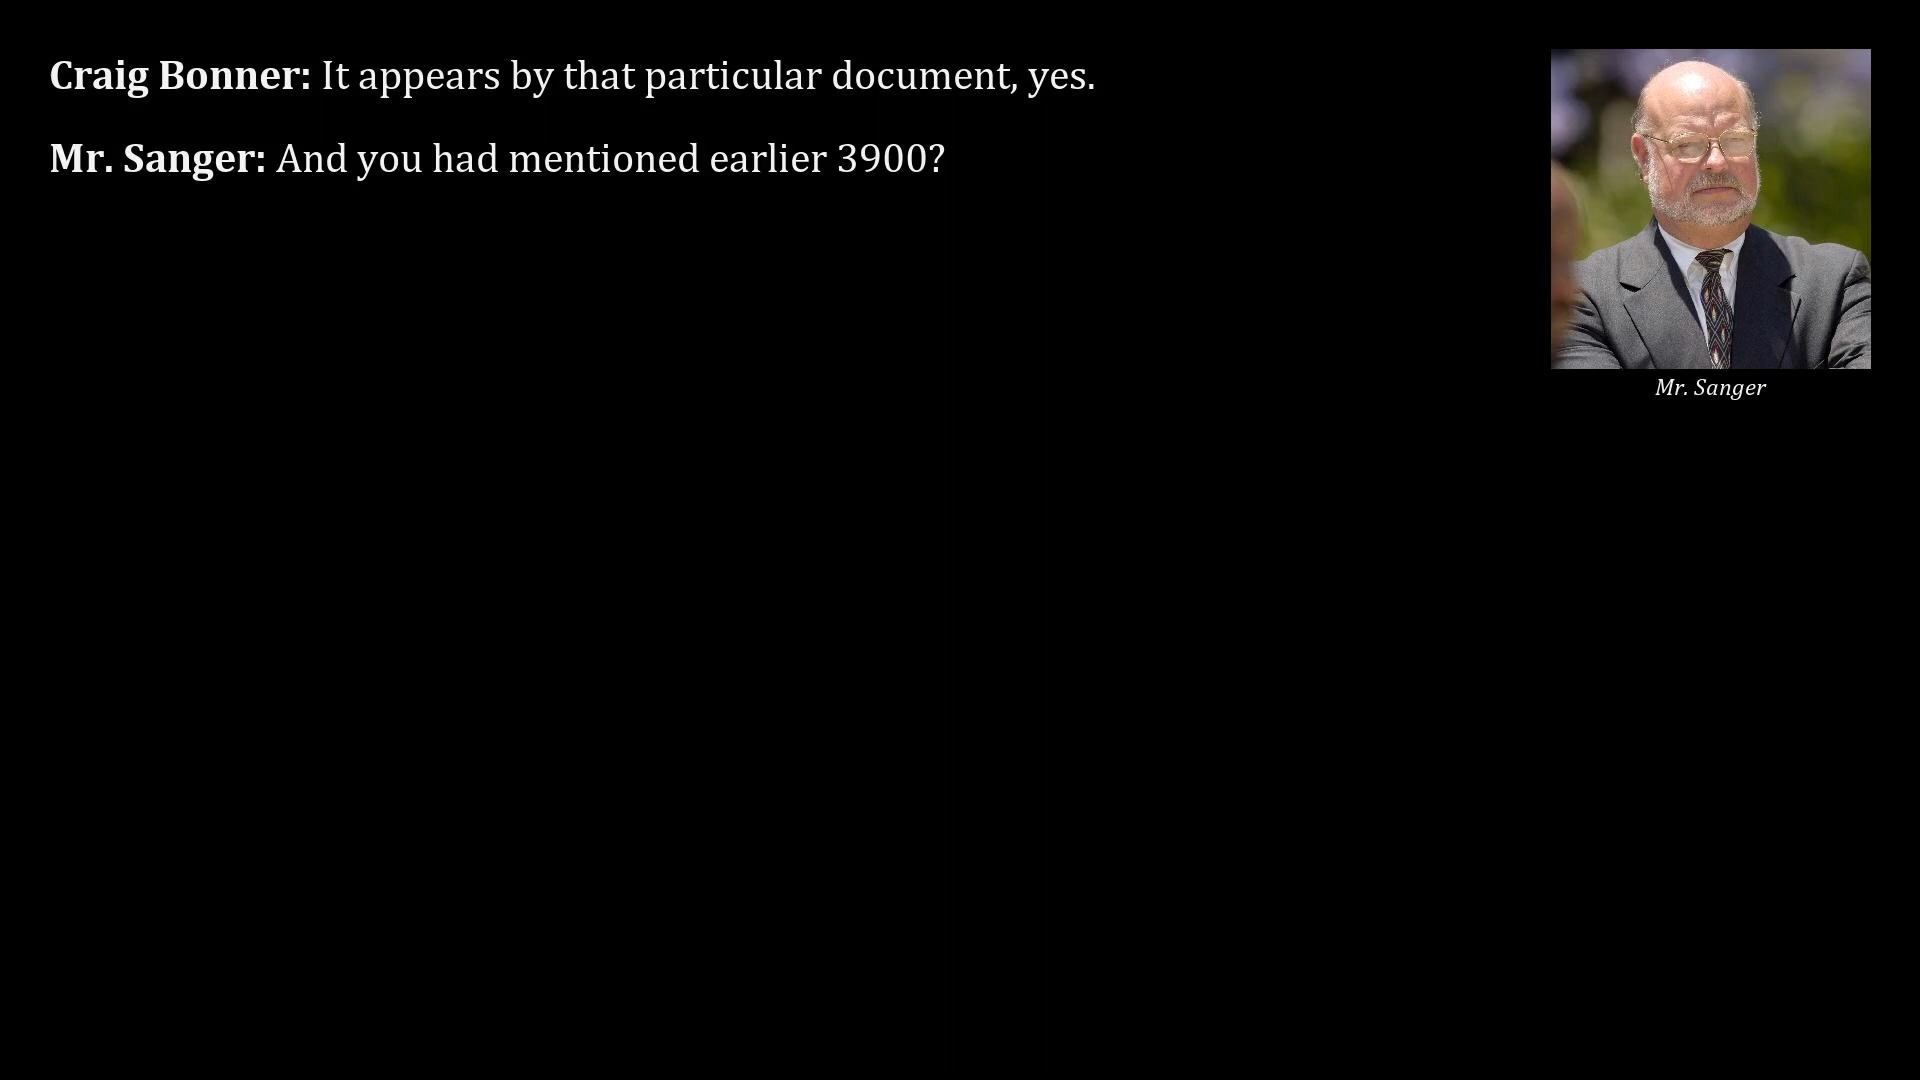 Craig Bonner: It appears by that particular document, yes.
Mr. Sanger: And you had mentioned earlier 3900?
Mr. Sanger